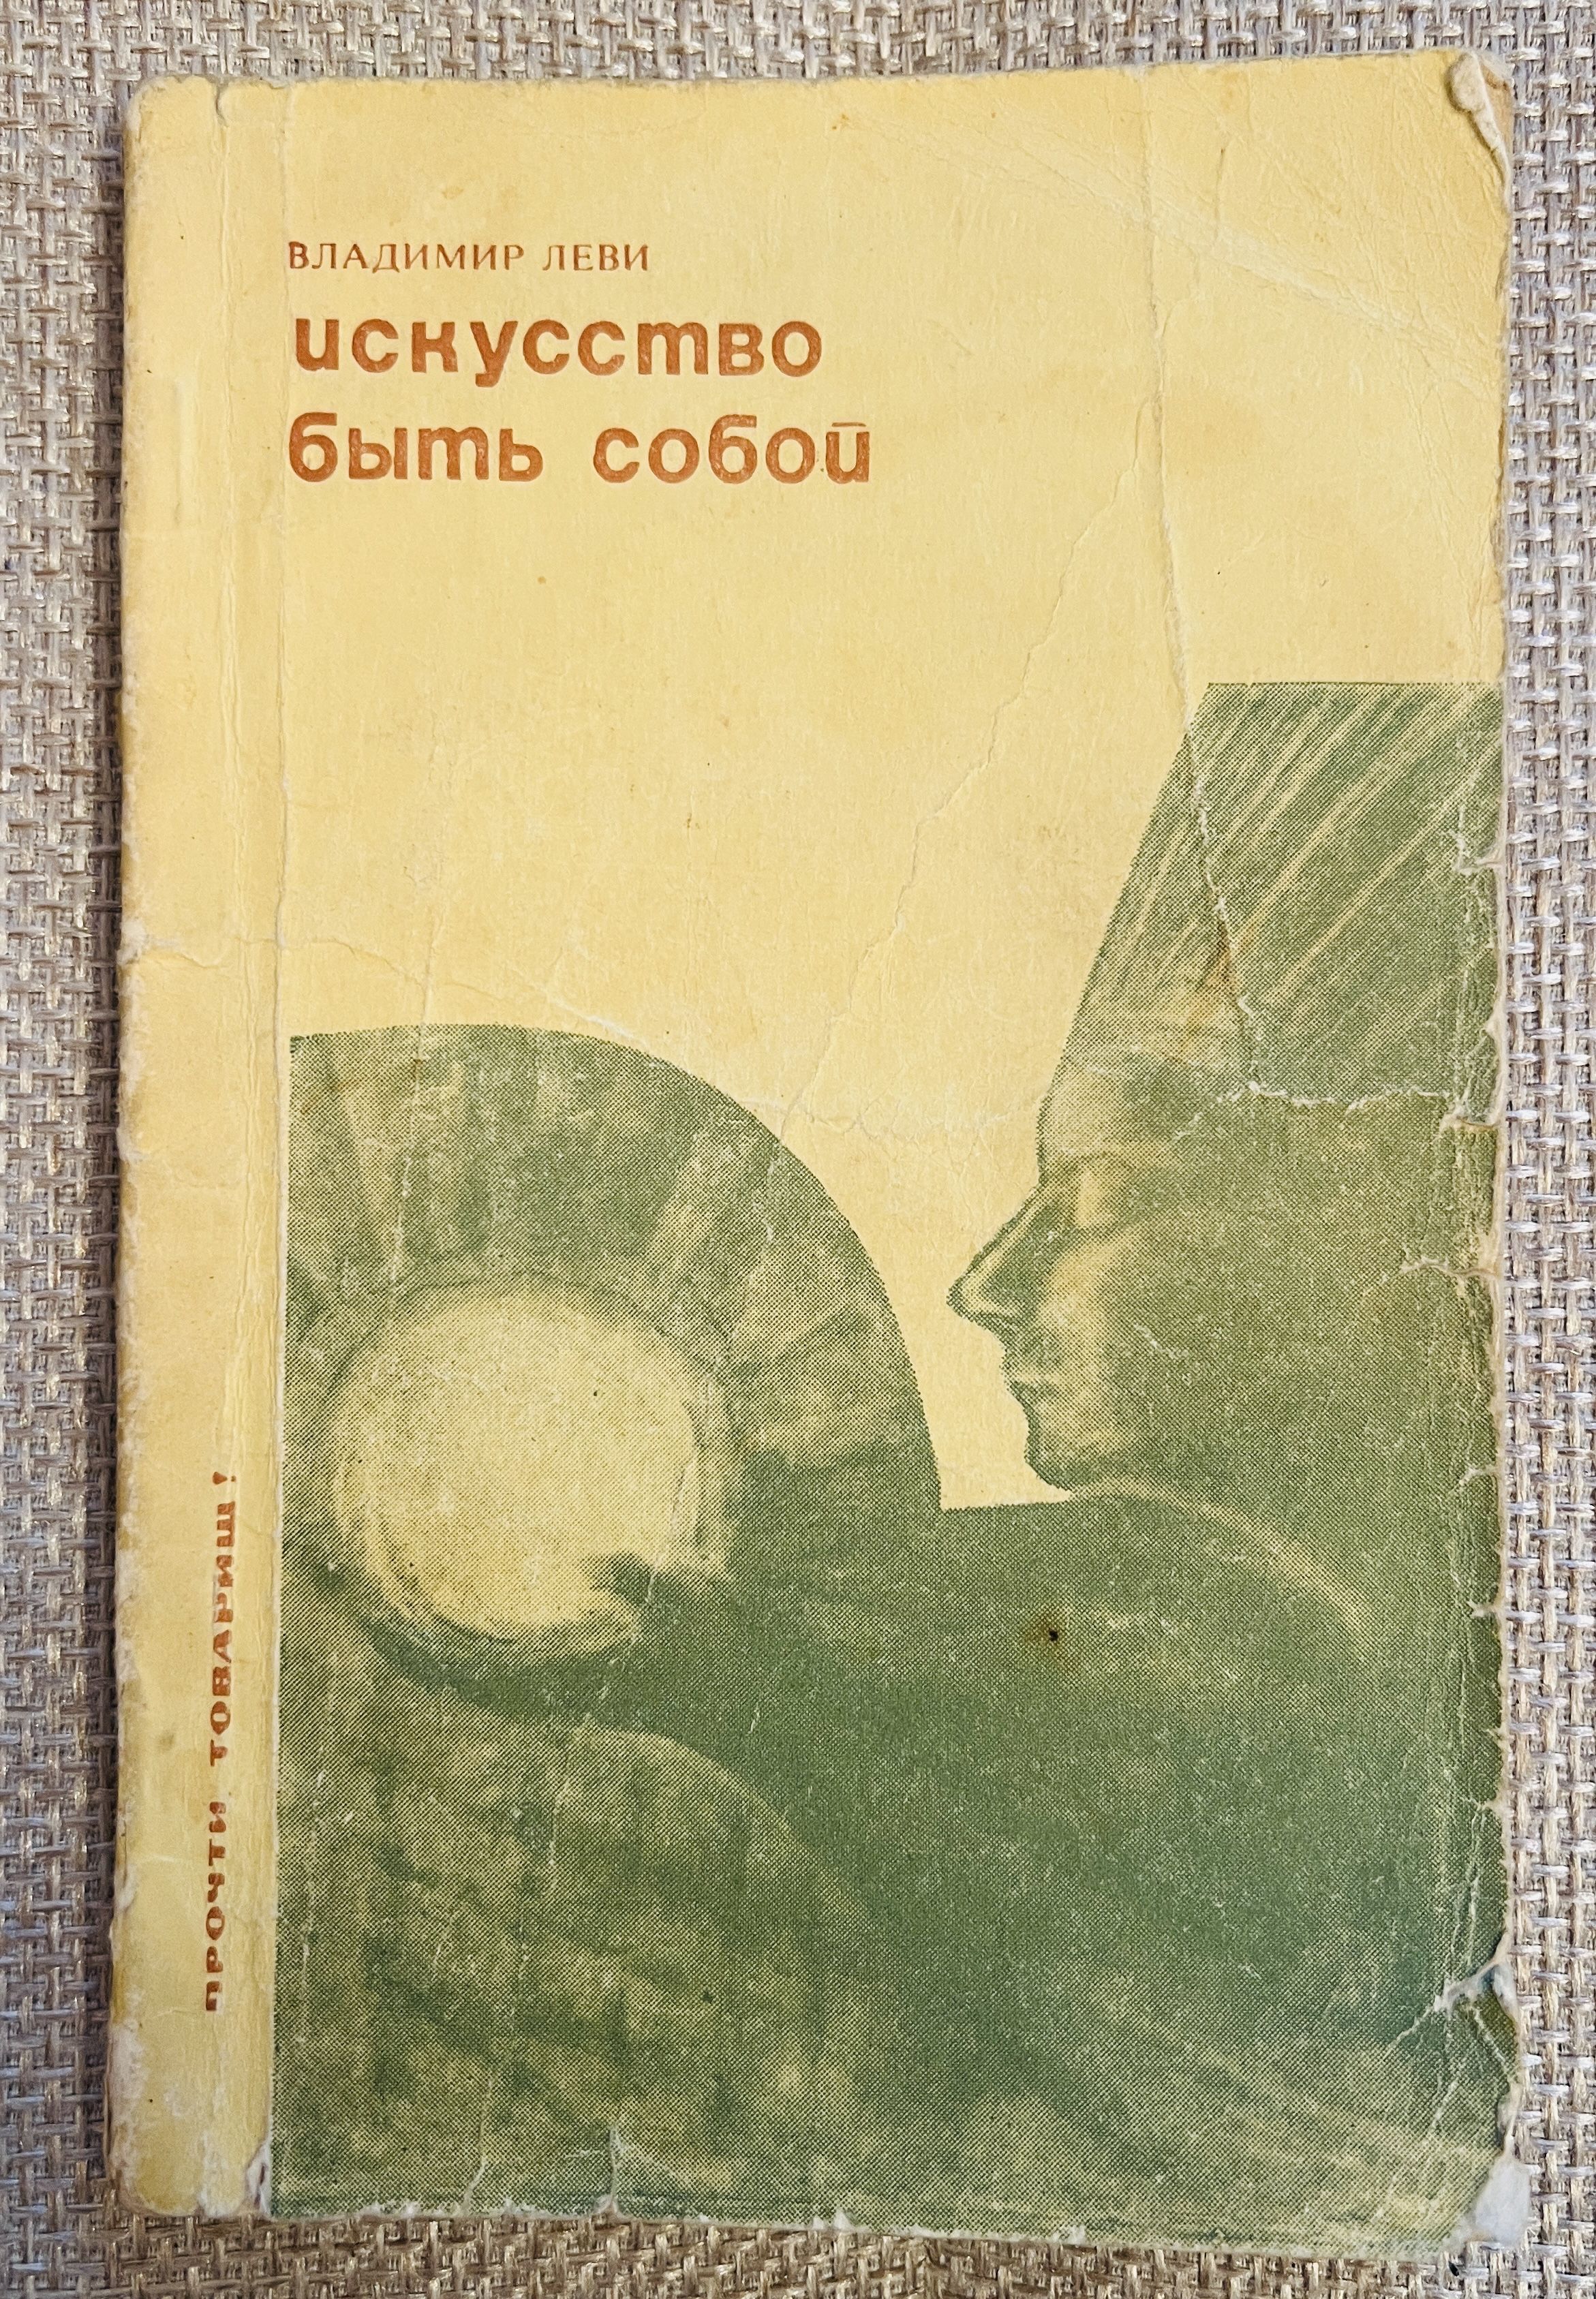 ВЛАДИМИР ЛЕВИ
искусство
быть собой
ПРОЧТИ, ТОВАРИЩ!